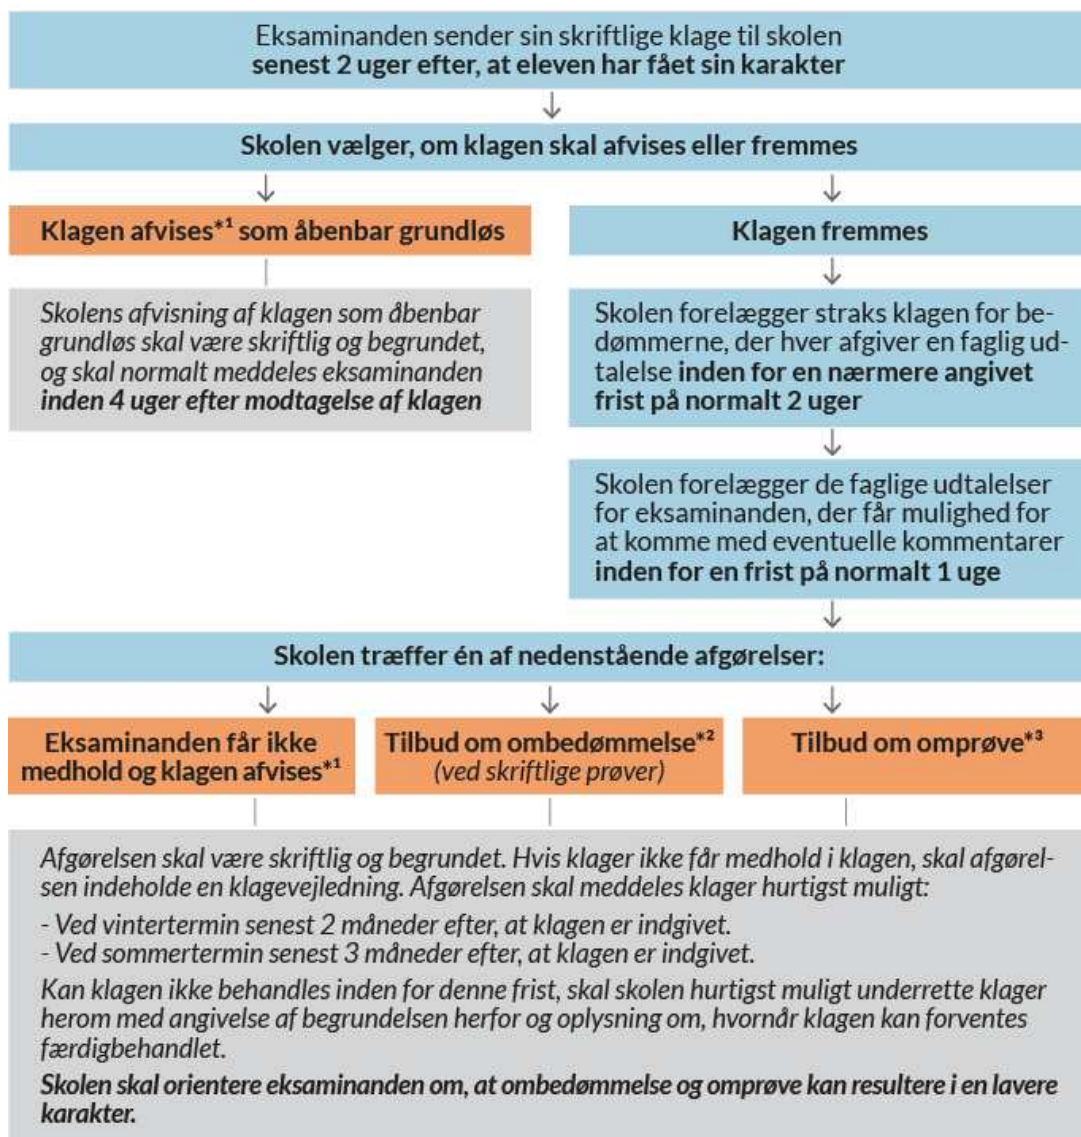 Eksaminanden sender sin skriftlige klage til skolen
senest 2 uger efter, at eleven har fået sin karakter
Skolen vælger, om klagen skal afvises eller fremmes
Klagen afvises*¹ som åbenbar grundløs
Skolens afvisning af klagen som åbenbar
grundløs skal være skriftlig og begrundet,
og skal normalt meddeles eksaminanden
inden 4 uger efter modtagelse af klagen
Klagen fremmes
Skolen forelægger straks klagen for be-
dømmerne, der hver afgiver en faglig ud-
talelse inden for en nærmere angivet
frist på normalt 2 uger
Skolen forelægger de faglige udtalelser
for eksaminanden, der får mulighed for
at komme med eventuelle kommentarer
inden for en frist på normalt 1 uge
Skolen træffer én af nedenstående afgørelser:
Eksaminanden får ikke
medhold og klagen afvises*¹
Tilbud om ombedømmelse*²
(ved skriftlige prøver)
Tilbud om omprøve*³
Afgørelsen skal være skriftlig og begrundet. Hvis klager ikke får medhold i klagen, skal afgørel-
sen indeholde en klagevejledning. Afgørelsen skal meddeles klager hurtigst muligt:
- Ved vintertermin senest 2 måneder efter, at klagen er indgivet.
- Ved sommertermin senest 3 måneder efter, at klagen er indgivet.
Kan klagen ikke behandles inden for denne frist, skal skolen hurtigst muligt underrette klager
herom med angivelse af begrundelsen herfor og oplysning om, hvornår klagen kan forventes
færdigbehandlet.
Skolen skal orientere eksaminanden om, at ombedømmelse og omprøve kan resultere i en lavere
karakter.